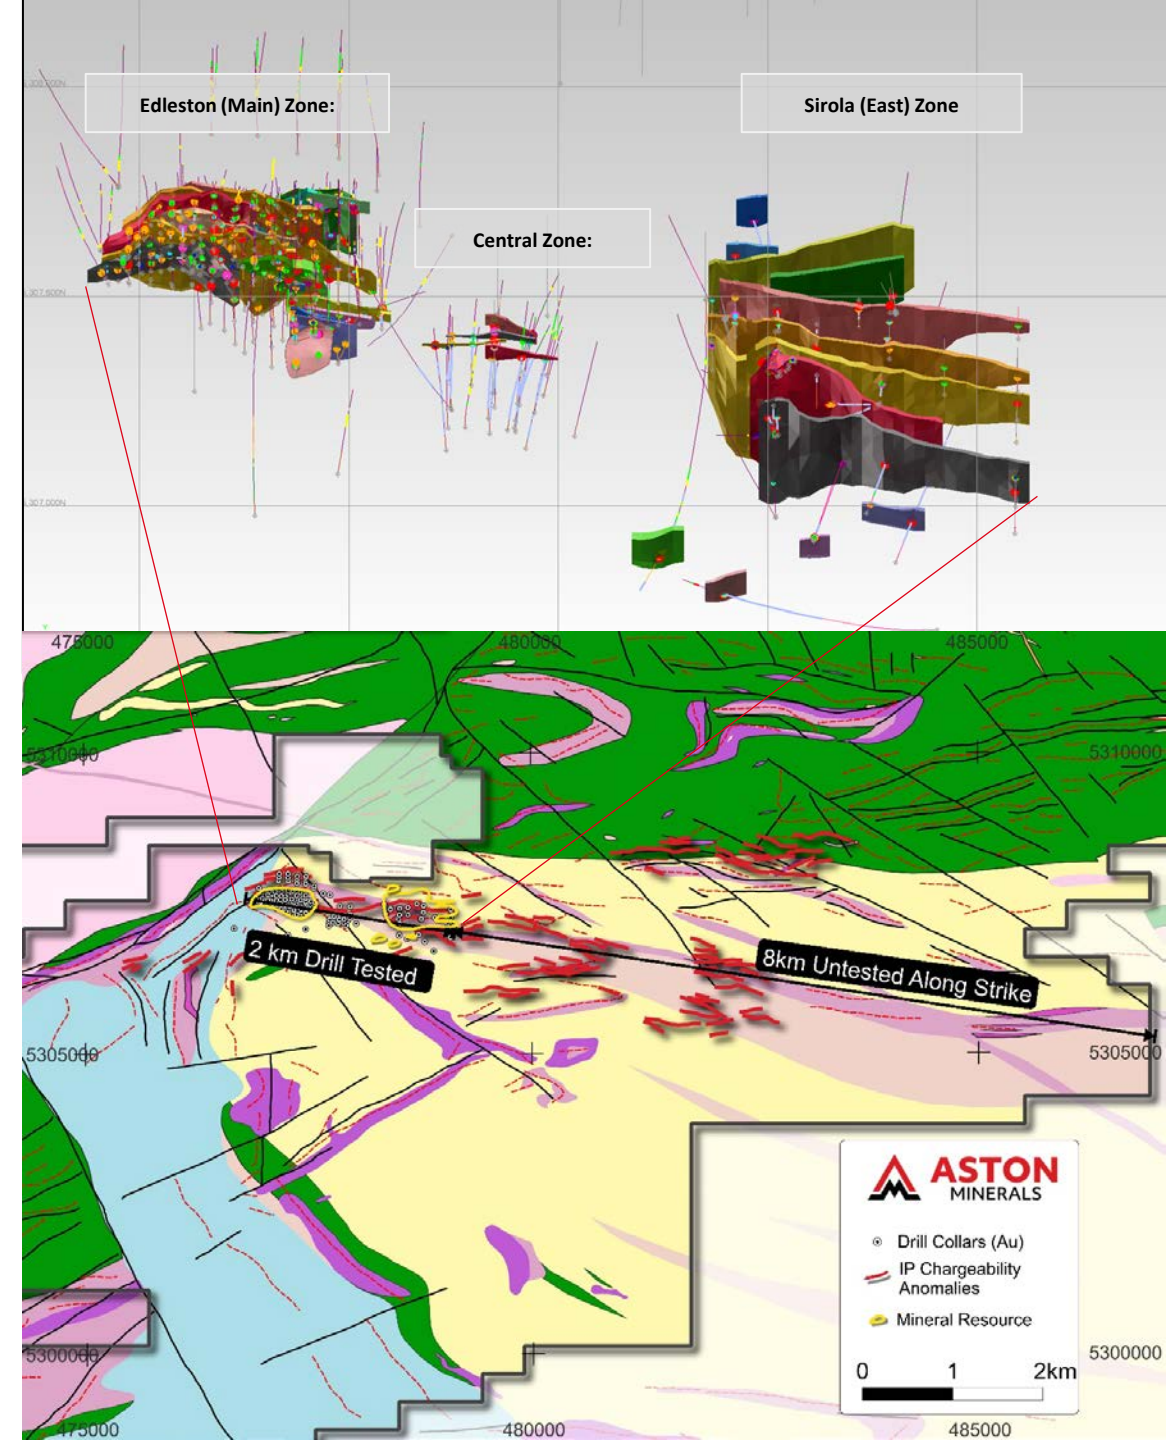 Edleston (Main) Zone:
Sirola (East) Zone
Central Zone:
475000
480000
485000
5310000
5310000
2 km Drill Tested
8km Untested Along Strike
5305000
5305000
ASTON
MINERALS
Drill Collars (Au)
IP Chargeability
Anomalies
Mineral Resource
0 1 2km
5300000
5300000
475000
480000
485000